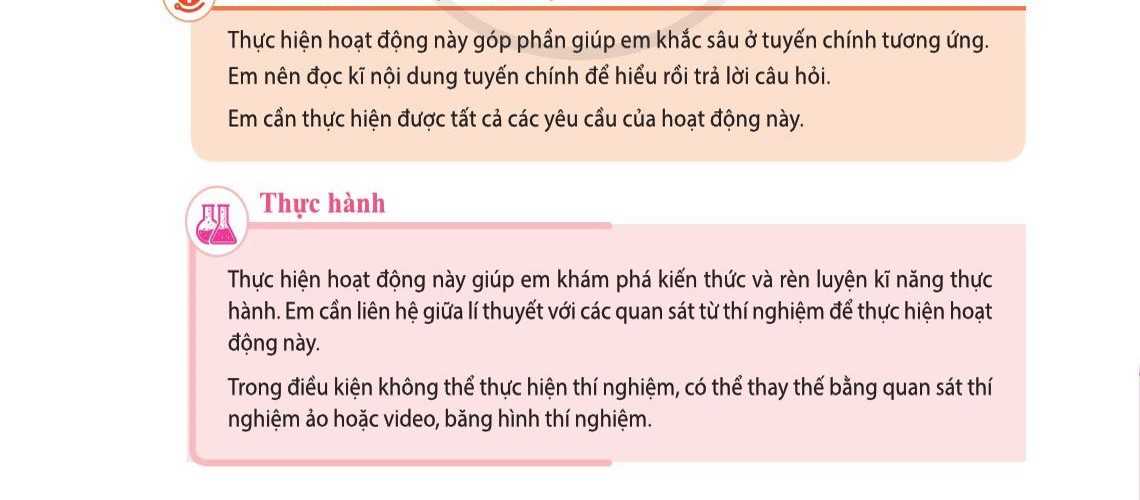 Thực hiện hoạt động này góp phần giúp em khắc sâu ở tuyến chính tương ứng.
Em nên đọc kĩ nội dung tuyến chính để hiểu rồi trả lời câu hỏi.
Em cần thực hiện được tất cả các yêu cầu của hoạt động này.
Thực hành
Thực hiện hoạt động này giúp em khám phá kiến thức và rèn luyện kĩ năng thực
hành. Em cần liên hệ giữa lí thuyết với các quan sát từ thí nghiệm để thực hiện hoạt
động này.
Trong điều kiện không thể thực hiện thí nghiệm, có thể thay thế bằng quan sát thí
nghiệm ảo hoặc video, băng hình thí nghiệm.